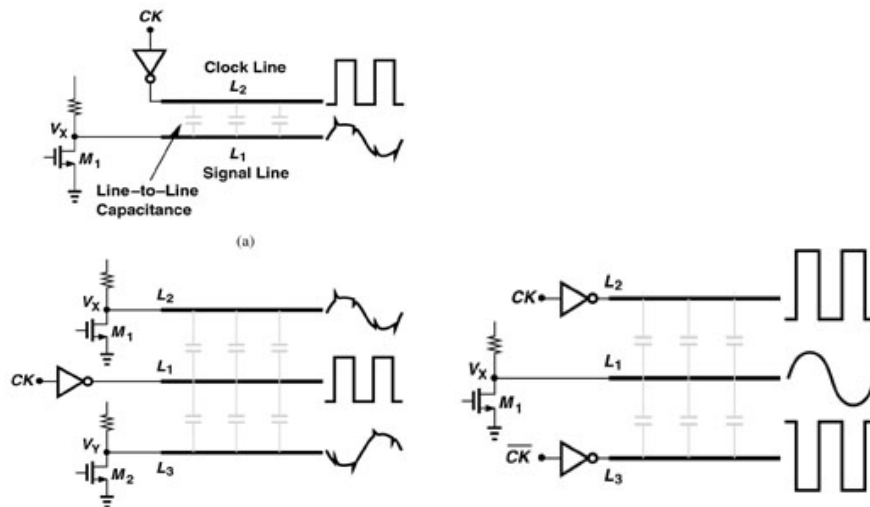 CK
Clock Line
L2
VX
M1
L1
Signal Line
Line-to-Line
Capacitance
(a)
VX
L2
M1
CK
L1
VY
M2
L3
CK
L2
VX
L1
M1
C̅K̅
L3